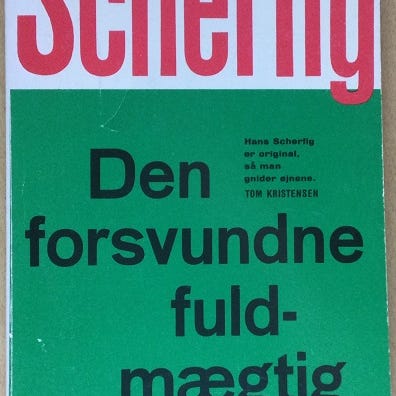 Scherfig
Hans Scherfig
er original,
så man
gnider øjnene.
TOM KRISTENSEN
Den
forsvundne
fuld-
mægtig